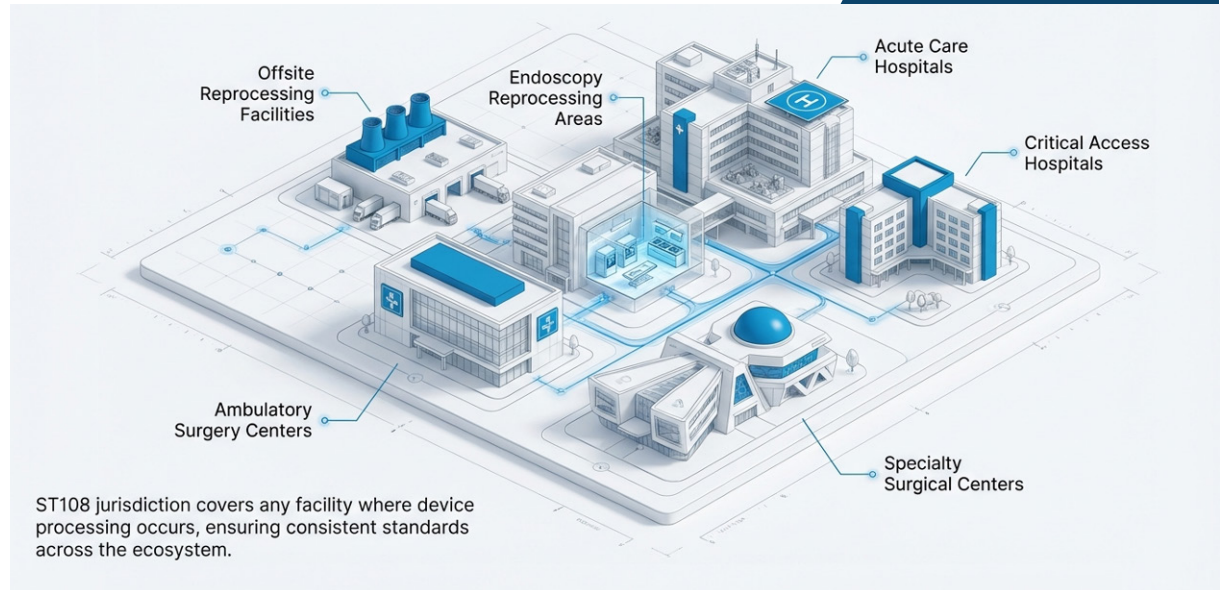 Offsite
Reprocessing
Facilities
Endoscopy
Reprocessing
Areas
Acute Care
Hospitals
H
Critical Access
Hospitals
Ambulatory
Surgery Centers
Specialty
Surgical Centers
ST108 jurisdiction covers any facility where device
processing occurs, ensuring consistent standards
across the ecosystem.